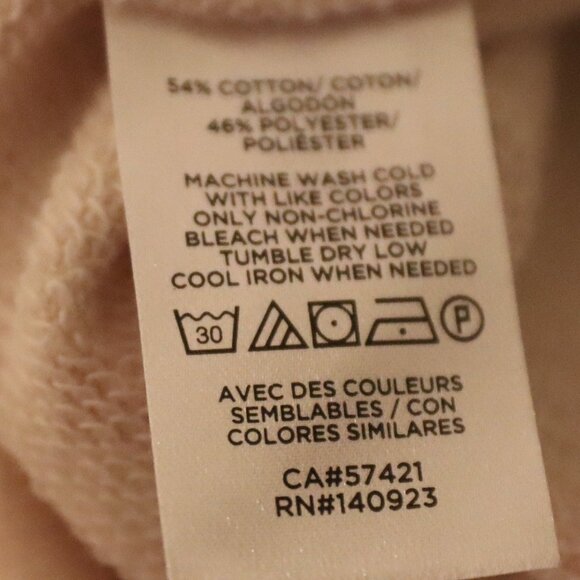 54% COTTON/ COTON/
ALGODON
46% POLYESTER/
POLIÈSTER
MACHINE WASH COLD
WITH LIKE COLORS
ONLY NON-CHLORINE
BLEACH WHEN NEEDED
TUMBLE DRY LOW
COOL IRON WHEN NEEDED
30 P
AVEC DES COULEURS
SEMBLABLES / CON
COLORES SIMILARES
CA#57421
RN#140923